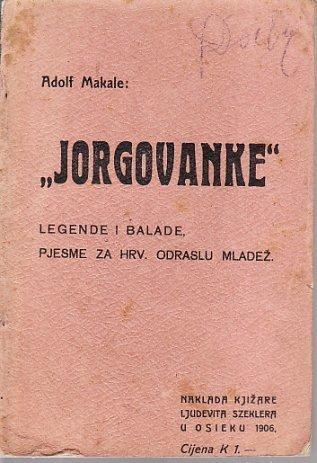 Adolf Makale:
„JORGOVANKE“
LEGENDE I BALADE,
PJESME ZA HRV. ODRASLU MLADEŽ.
NAKLADA KJIŽARE
LJUDEVITA SZEKLERA
U OSIEKU 1906.
Cijena K 1.—